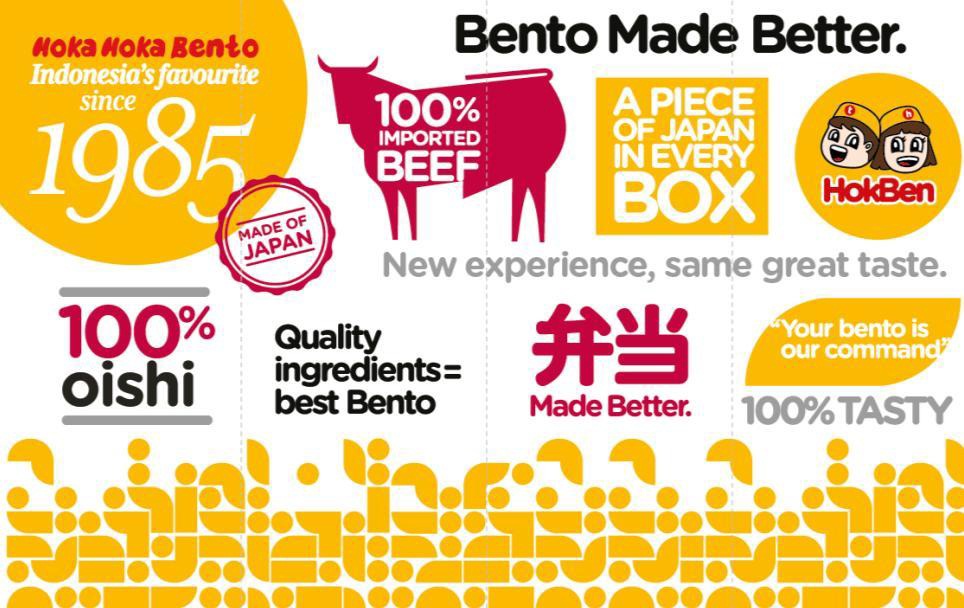 Hoka Hoka Bento
Indonesia's favourite
since
1985
MADE OF
JAPAN
Bento Made Better.
100%
IMPORTED
BEEF
A PIECE
OF JAPAN
IN EVERY
BOX
t h
HokBen
New experience, same great taste.
100%
oishi
Quality
ingredients=
best Bento
弁当
Made Better.
"Your bento is
our command"
100% TASTY